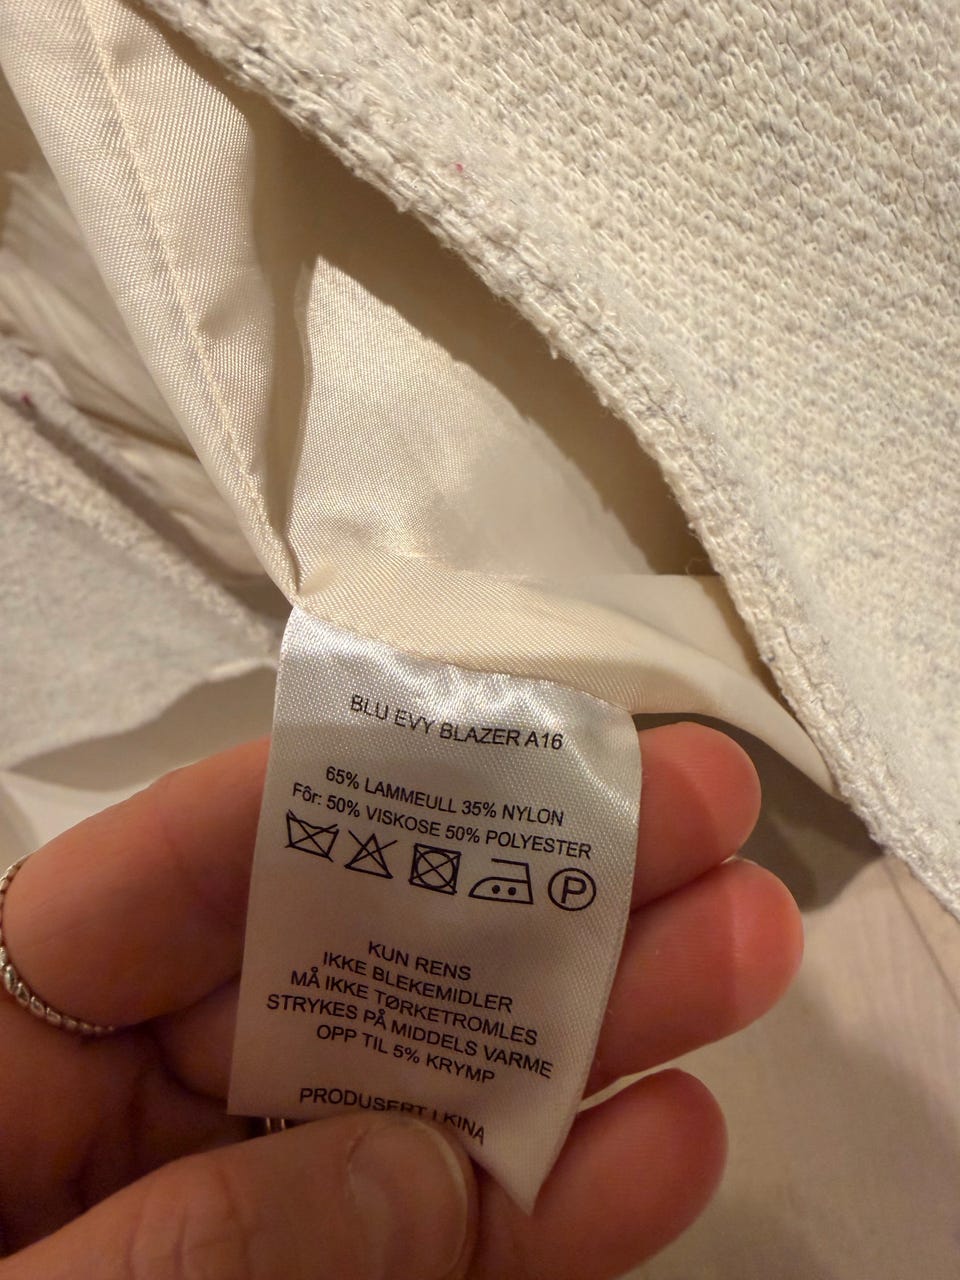 BLU EVY BLAZER A16
65% LAMMEULL 35% NYLON
Fôr: 50% VISKOSE 50% POLYESTER
P
KUN RENS
IKKE BLEKEMIDLER
MÅ IKKE TØRKETROMLES
STRYKES PÅ MIDDELS VARME
OPP TIL 5% KRYMP
PRODUSERT I KINA